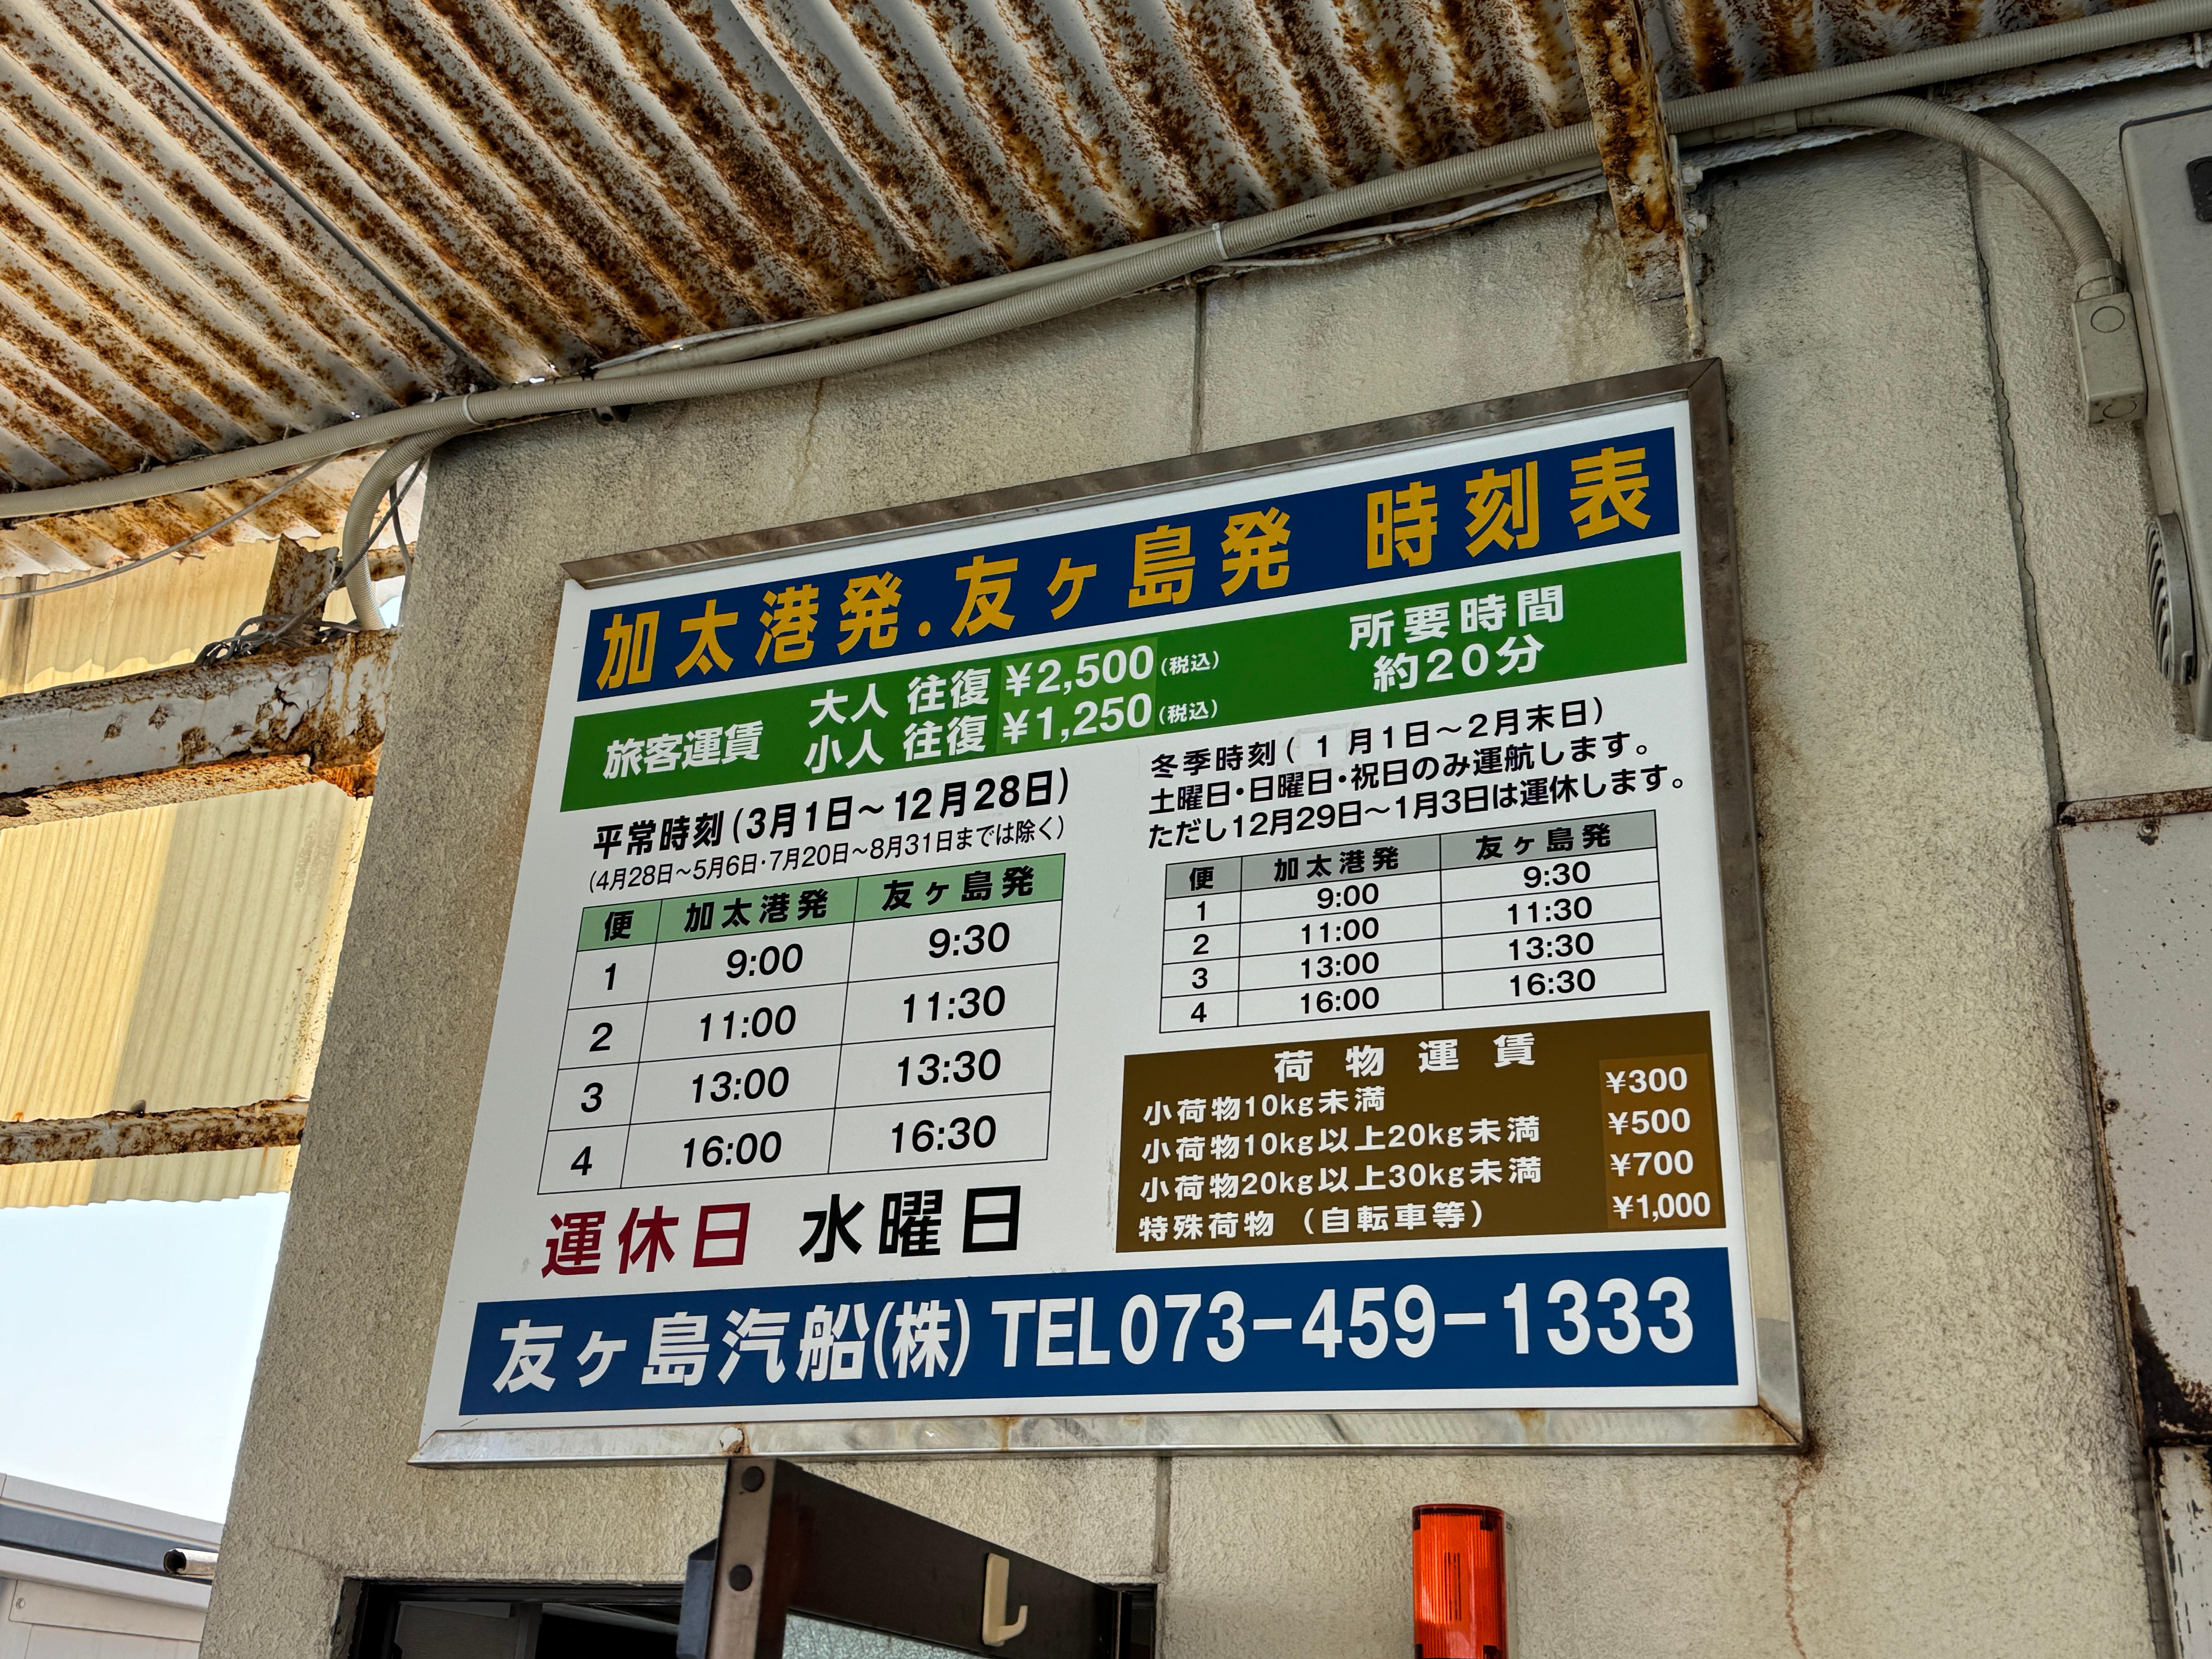 加太港発.友ヶ島発 時刻表
旅客運賃
大人 往復 ¥2,500(税込)
小人 往復 ¥1,250(税込)
所要時間
約20分
平常時刻(3月1日～12月28日)
(4月28日～5月6日･7月20日～8月31日までは除く)
便 加太港発 友ヶ島発
1 9:00 9:30
2 11:00 11:30
3 13:00 13:30
4 16:00 16:30
運休日 水曜日
冬季時刻( 1 月1日～2月末日)
土曜日･日曜日･祝日のみ運航します。
ただし12月29日～1月3日は運休します。
便 加太港発 友ヶ島発
1 9:00 9:30
2 11:00 11:30
3 13:00 13:30
4 16:00 16:30
荷物運賃
小荷物10kg未満 ¥300
小荷物10kg以上20kg未満 ¥500
小荷物20kg以上30kg未満 ¥700
特殊荷物（自転車等） ¥1,000
友ヶ島汽船(株) TEL073-459-1333